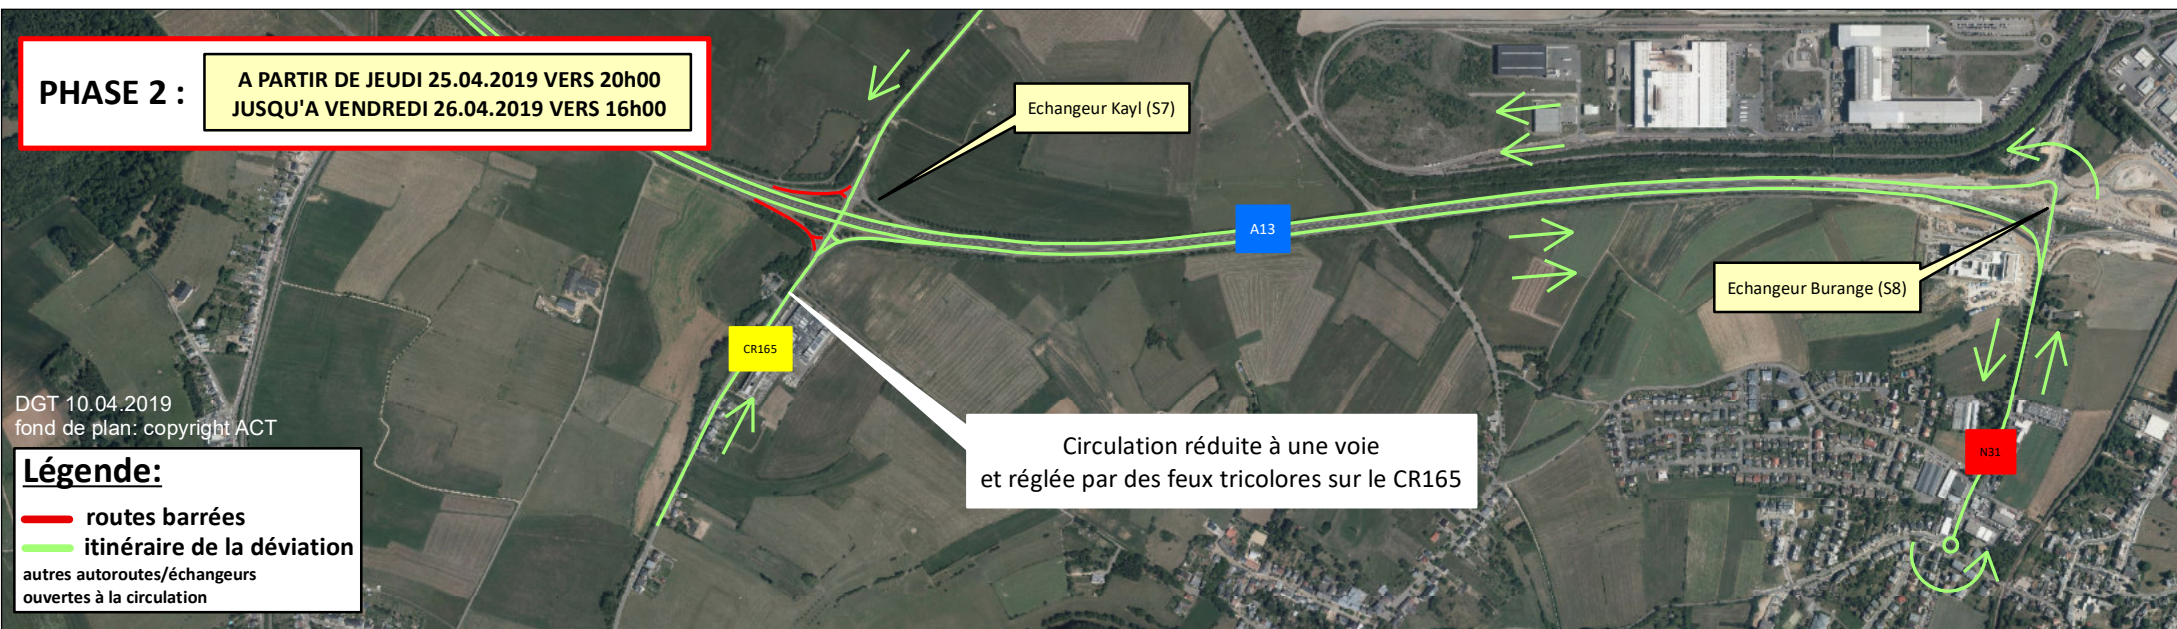 PHASE 2 :
A PARTIR DE JEUDI 25.04.2019 VERS 20h00
JUSQU'A VENDREDI 26.04.2019 VERS 16h00
Echangeur Kayl (S7)
A13
Echangeur Burange (S8)
CR165
DGT 10.04.2019
fond de plan: copyright ACT
Circulation réduite à une voie
et réglée par des feux tricolores sur le CR165
N31
Légende:
routes barrées
itinéraire de la déviation
autres autoroutes/échangeurs
ouvertes à la circulation